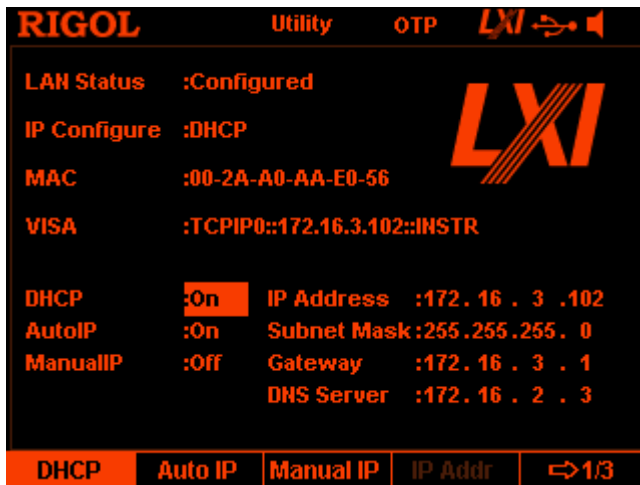 RIGOL Utility OTP LXI
LAN Status :Configured
LXI
IP Configure :DHCP
MAC :00-2A-A0-AA-E0-56
VISA :TCPIP0::172.16.3.102::INSTR
DHCP :On IP Address :172.16.3.102
AutoIP :On Subnet Mask:255.255.255.0
ManualIP :Off Gateway :172.16.3.1
DNS Server :172.16.2.3
DHCP Auto IP Manual IP IP Addr ⇨1/3